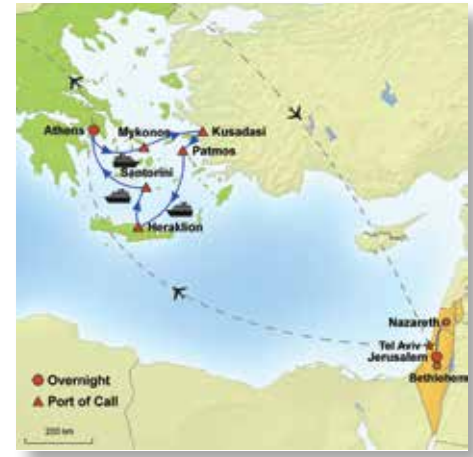 Athens
Mykonos
Kusadasi
Patmos
Santorini
Heraklion
Nazareth
Tel Aviv
Jerusalem
Bethlehem
Overnight
Port of Call
200 km